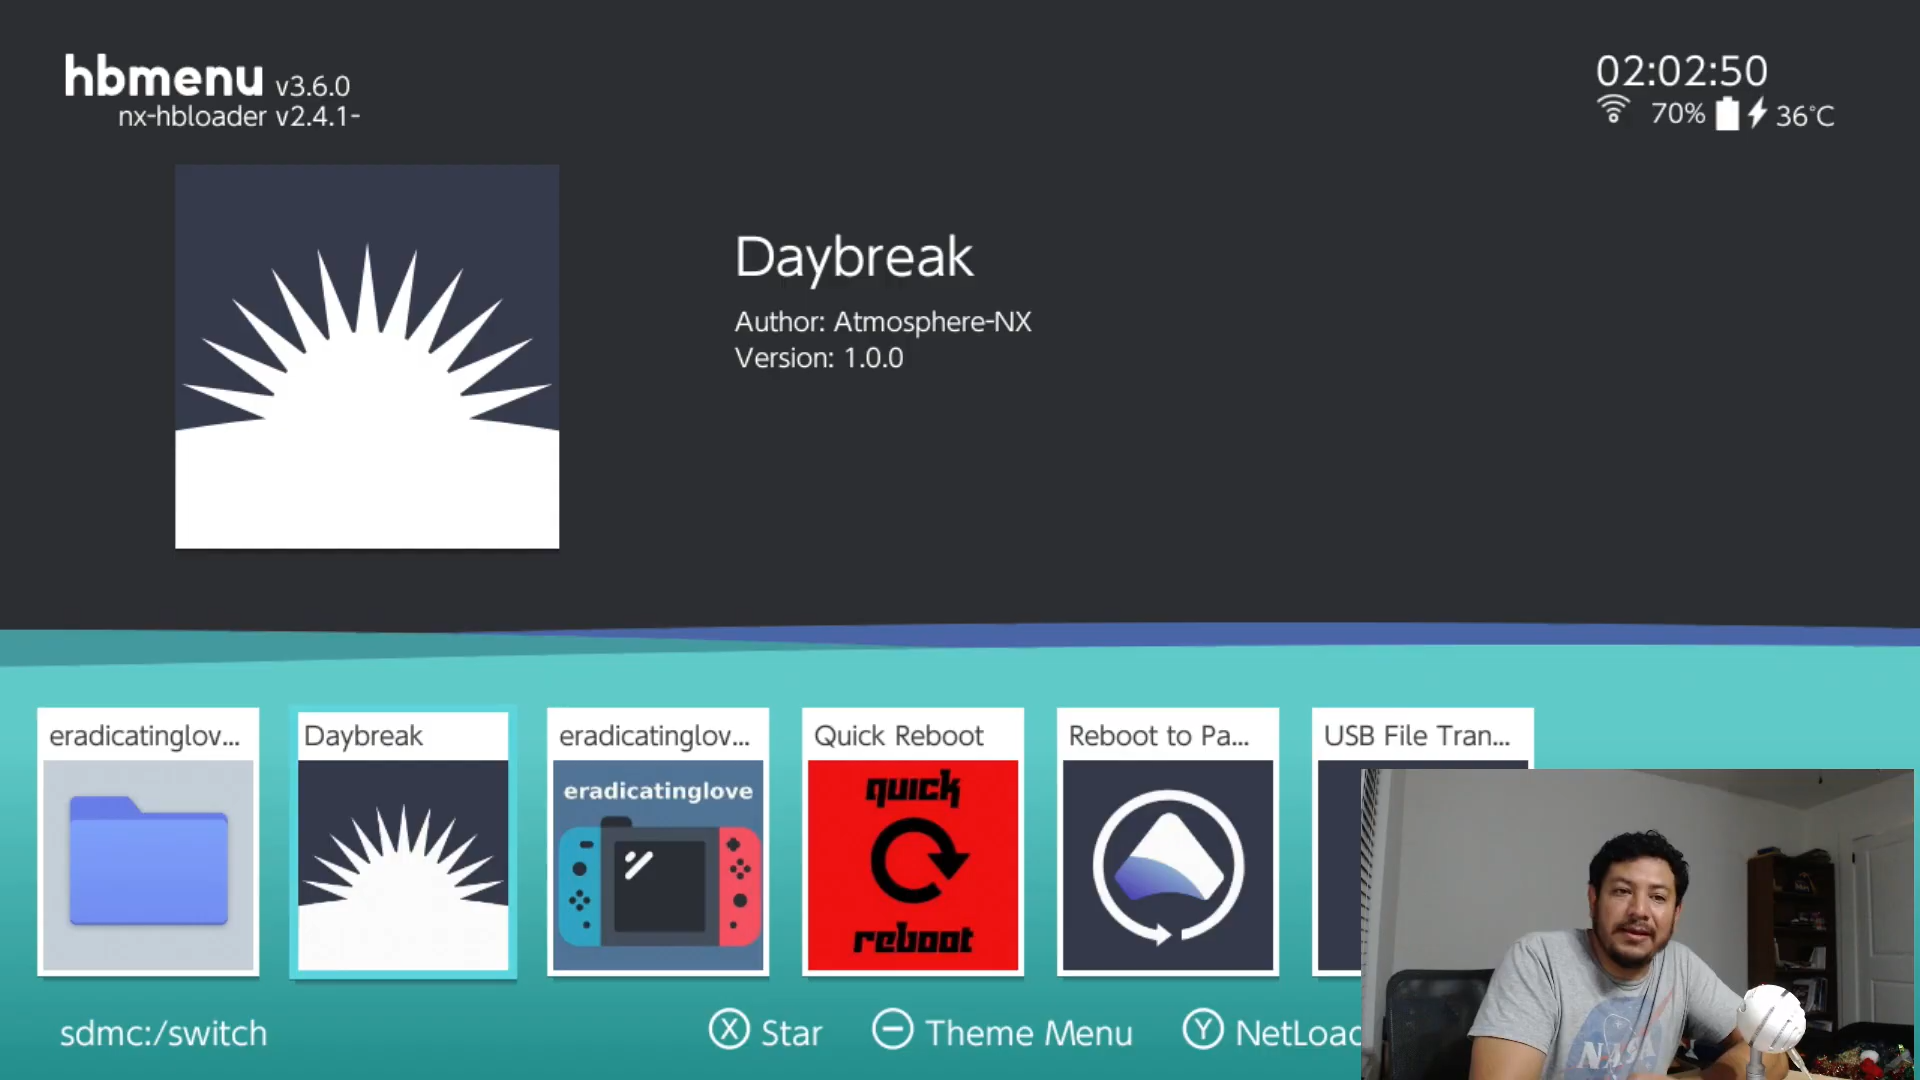 hbmenu v3.6.0
nx-hbloader v2.4.1-
02:02:50
70% 36°C
Daybreak
Author: Atmosphere-NX
Version: 1.0.0
eradicatinglov...
Daybreak
eradicatinglov...
Quick Reboot
Reboot to Pa...
USB File Tran...
eradicatinglove
quick
reboot
sdmc:/switch
X Star
Theme Menu
Y NetLoad
NASA